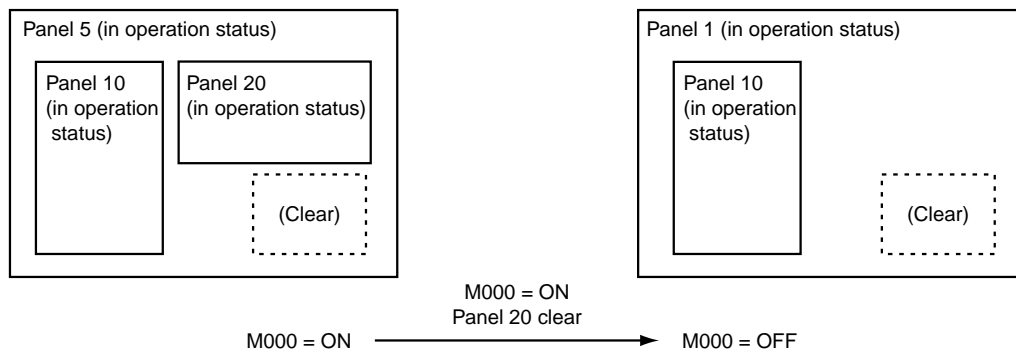 Panel 5 (in operation status)
Panel 10
(in operation
status)
Panel 20
(in operation status)
(Clear)
Panel 1 (in operation status)
Panel 10
(in operation
status)
(Clear)
M000 = ON
Panel 20 clear
M000 = ON
M000 = OFF